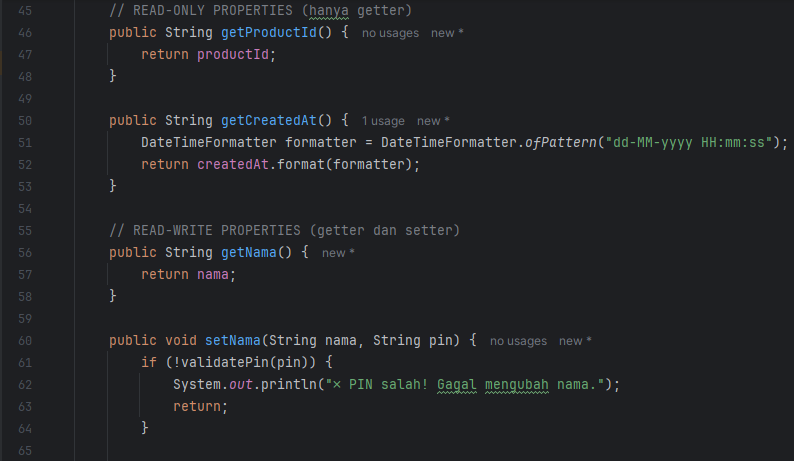 45 // READ-ONLY PROPERTIES (hanya getter)
46 public String getProductId() { no usages new *
47 return productId;
48 }
49
50 public String getCreatedAt() { 1 usage new *
51 DateTimeFormatter formatter = DateTimeFormatter.ofPattern("dd-MM-yyyy HH:mm:ss");
52 return createdAt.format(formatter);
53 }
54
55 // READ-WRITE PROPERTIES (getter dan setter)
56 public String getNama() { new *
57 return nama;
58 }
59
60 public void setNama(String nama, String pin) { no usages new *
61 if (!validatePin(pin)) {
62 System.out.println("× PIN salah! Gagal mengubah nama.");
63 return;
64 }
65